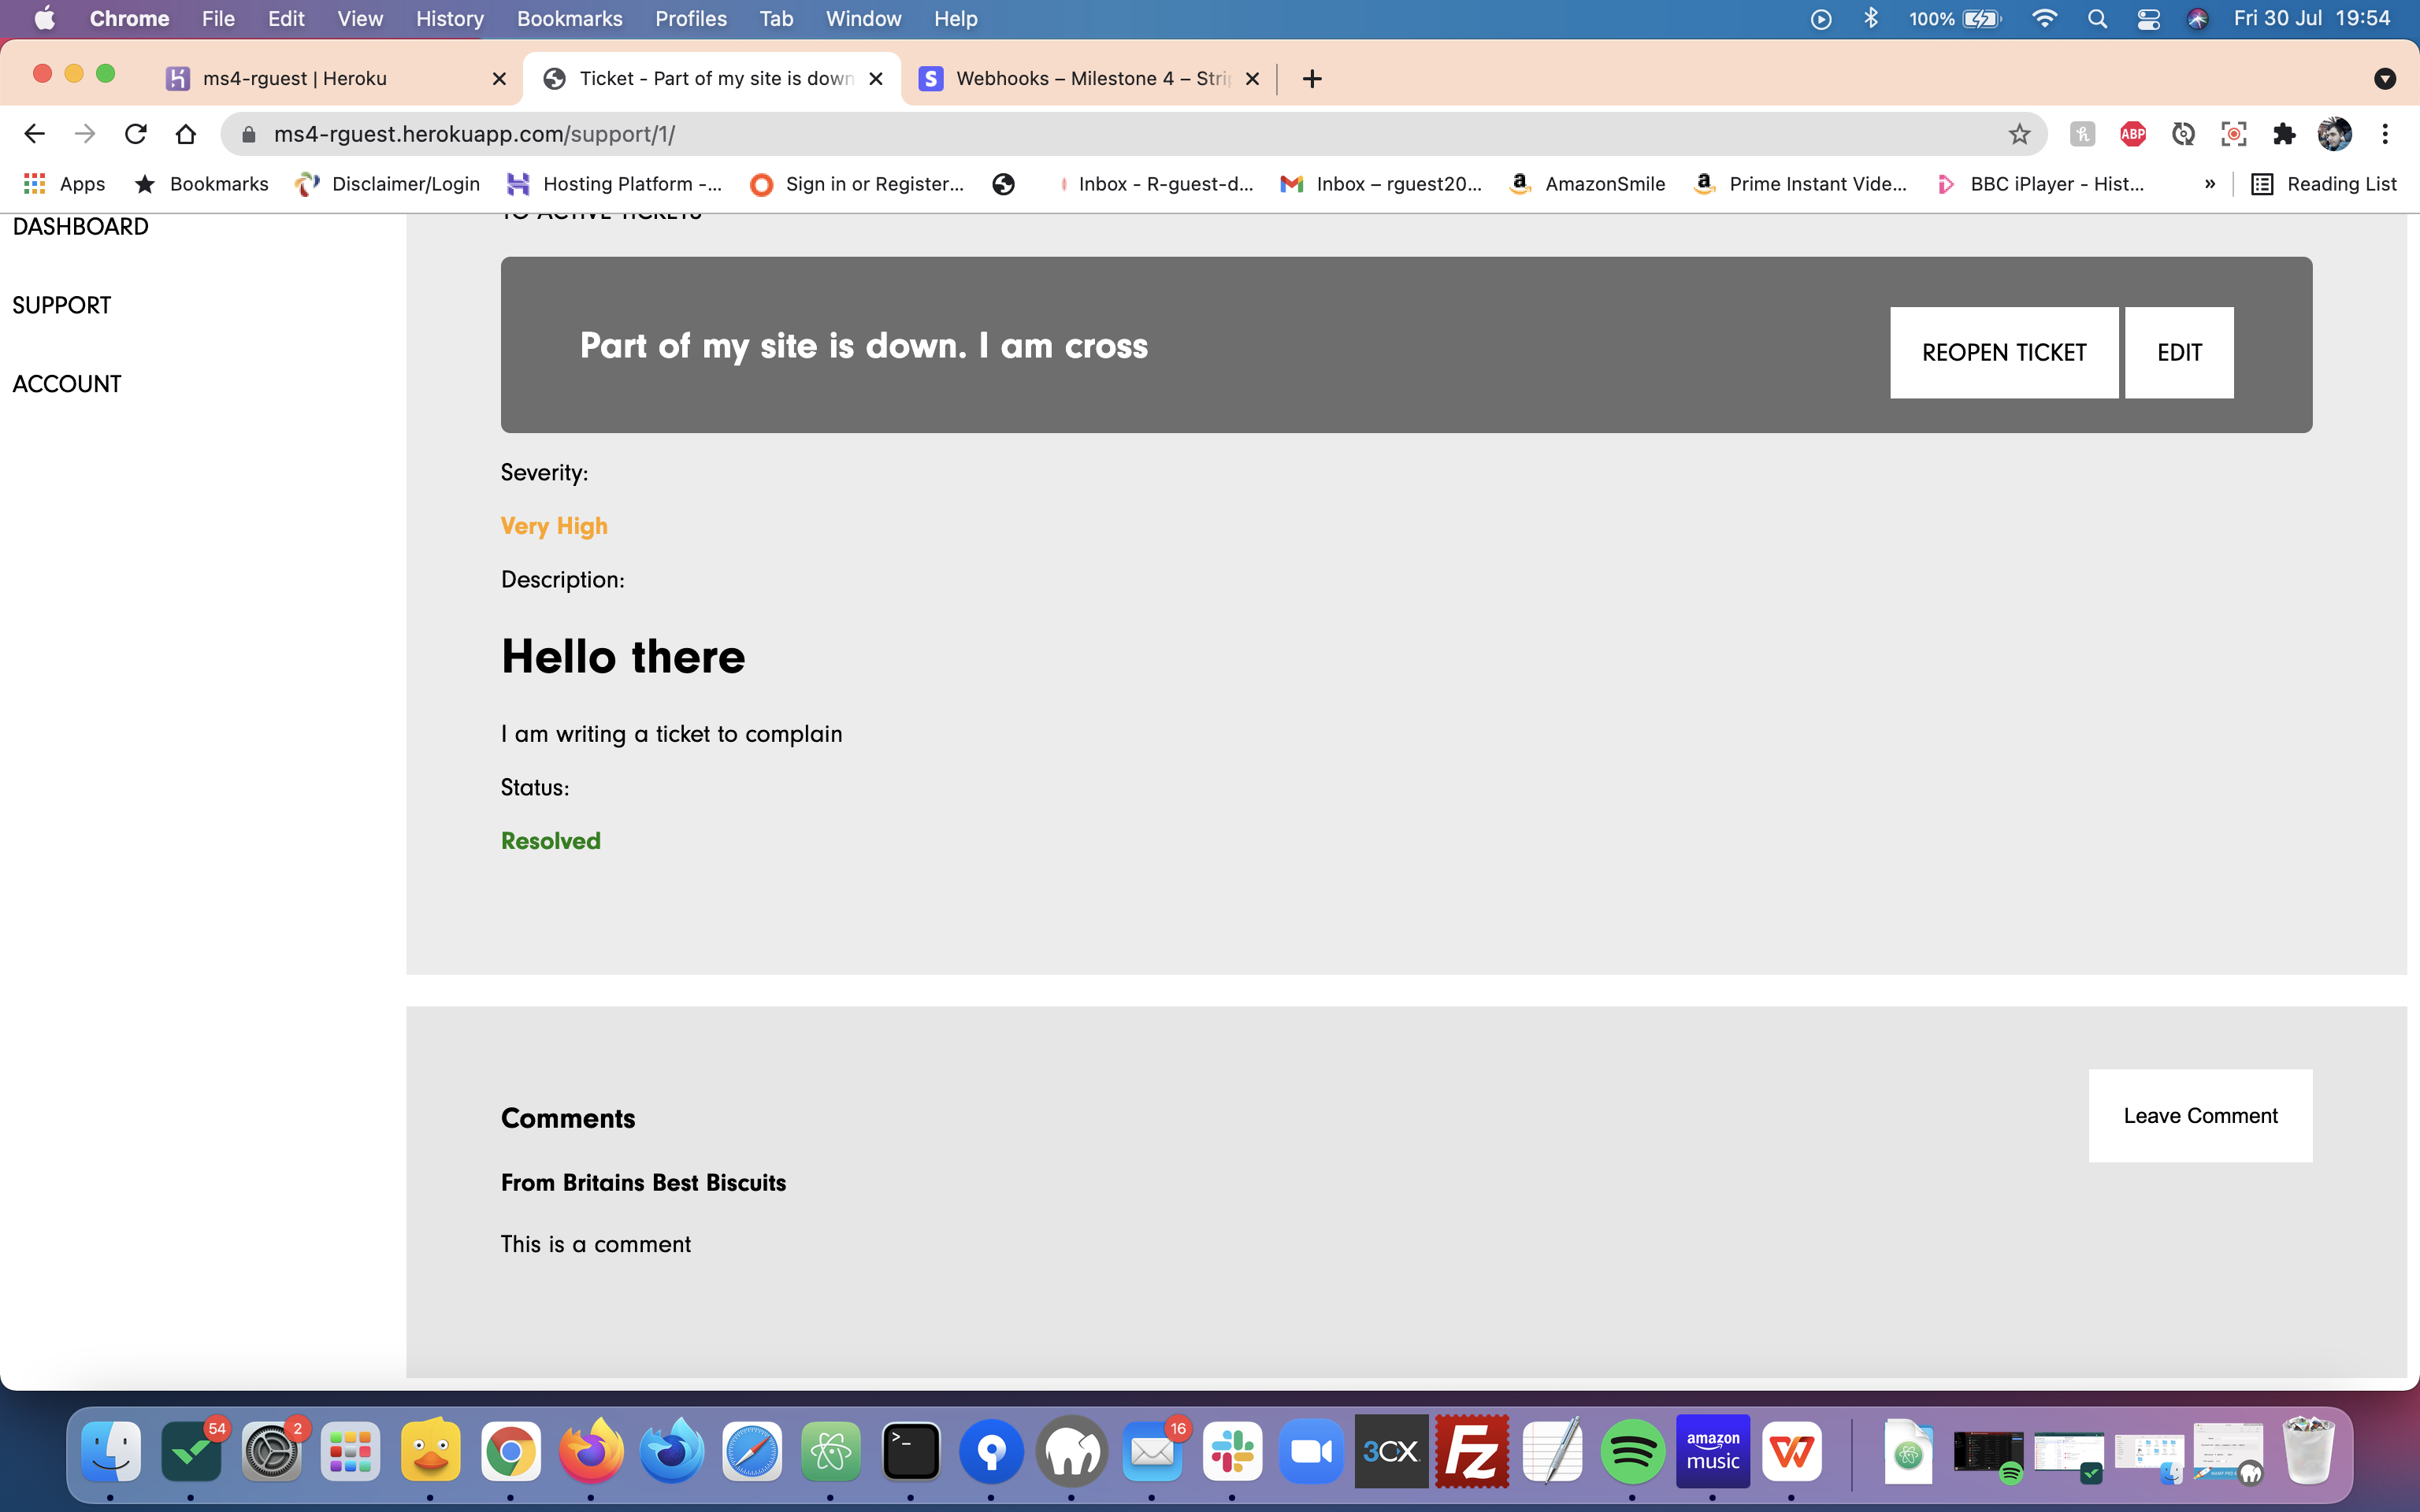 Chrome File Edit View History Bookmarks Profiles Tab Window Help 100% Fri 30 Jul 19:54
ms4-rguest | Heroku Ticket - Part of my site is down Webhooks – Milestone 4 – Stri
ms4-rguest.herokuapp.com/support/1/ ABP
Apps Bookmarks Disclaimer/Login Hosting Platform -... Sign in or Register... Inbox - R-guest-d... Inbox – rguest20... AmazonSmile Prime Instant Vide... BBC iPlayer - Hist... » Reading List
TO ACTIVE TICKETS
DASHBOARD
SUPPORT
ACCOUNT
Part of my site is down. I am cross
REOPEN TICKET EDIT
Severity:
Very High
Description:
Hello there
I am writing a ticket to complain
Status:
Resolved
Comments
Leave Comment
From Britains Best Biscuits
This is a comment
54 2 16
3CX Fz amazon music